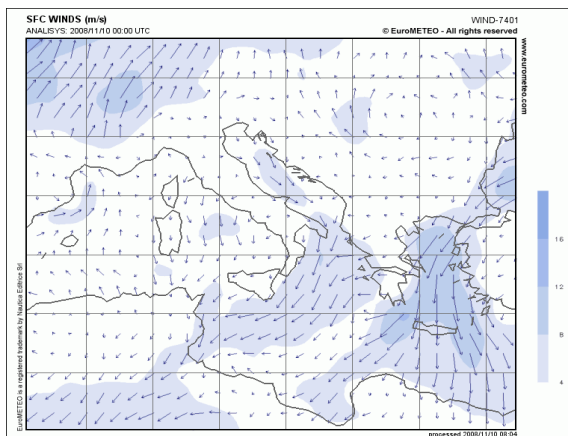 SFC WINDS (m/s)
WIND-7401
ANALISYS: 2008/11/10 00:00 UTC
© EuroMETEO - All rights reserved
www.eurometeo.com
EuroMETEO is a registered trademark by Nautica Editrice Srl
16
12
8
4
processed 2008/11/10 08:04